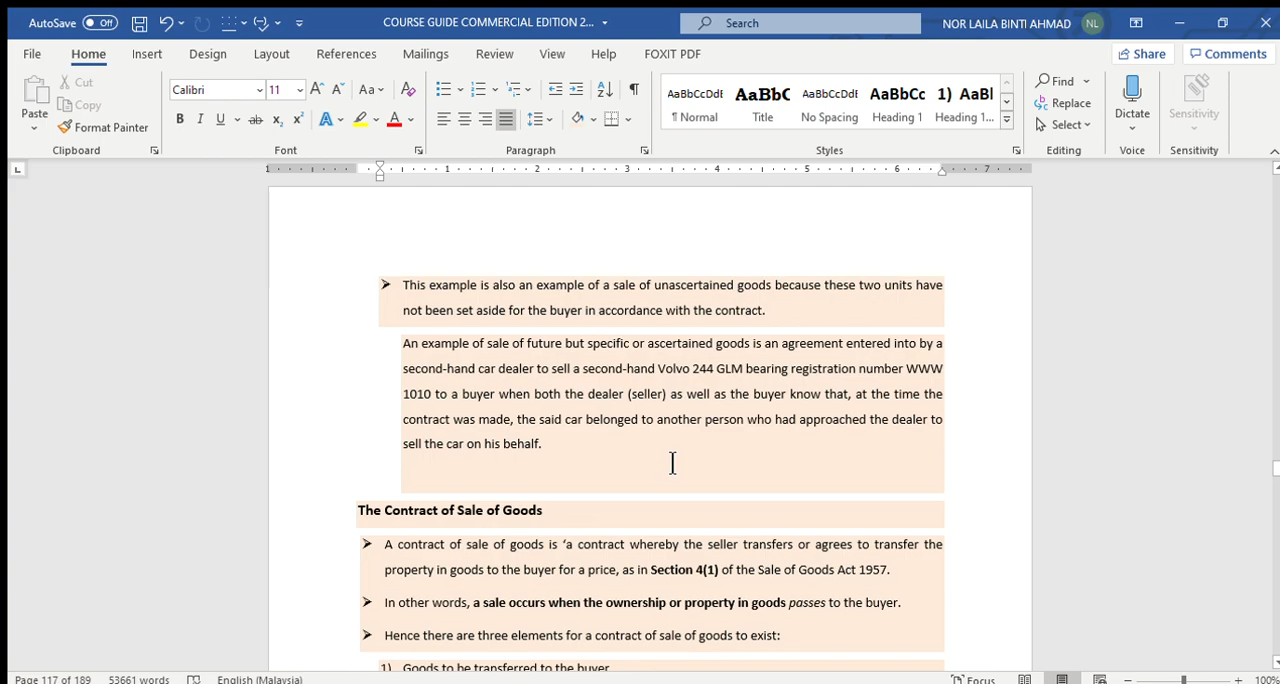 AutoSave Off COURSE GUIDE COMMERCIAL EDITION 2... Search NOR LAILA BINTI AHMAD NL
File Home Insert Design Layout References Mailings Review View Help FOXIT PDF Share Comments
Paste Cut Copy Format Painter
Calibri 11 Aa
B I U ab x₂ x² A A
AaBbCcDdE AaBbC AaBbCcDdE AaBbCc 1) AaBl
¶ Normal Title No Spacing Heading 1 Heading 1...
Find Replace Select Dictate Sensitivity
Clipboard Font Paragraph Styles Editing Voice Sensitivity
1 1 2 3 4 5 6 7
➤ This example is also an example of a sale of unascertained goods because these two units have
not been set aside for the buyer in accordance with the contract.
An example of sale of future but specific or ascertained goods is an agreement entered into by a
second-hand car dealer to sell a second-hand Volvo 244 GLM bearing registration number WWW
1010 to a buyer when both the dealer (seller) as well as the buyer know that, at the time the
contract was made, the said car belonged to another person who had approached the dealer to
sell the car on his behalf.
The Contract of Sale of Goods
➤ A contract of sale of goods is ‘a contract whereby the seller transfers or agrees to transfer the
property in goods to the buyer for a price, as in Section 4(1) of the Sale of Goods Act 1957.
➤ In other words, a sale occurs when the ownership or property in goods passes to the buyer.
➤ Hence there are three elements for a contract of sale of goods to exist:
1) Goods to be transferred to the buyer
Page 117 of 189 53661 words English (Malaysia) Focus 100%